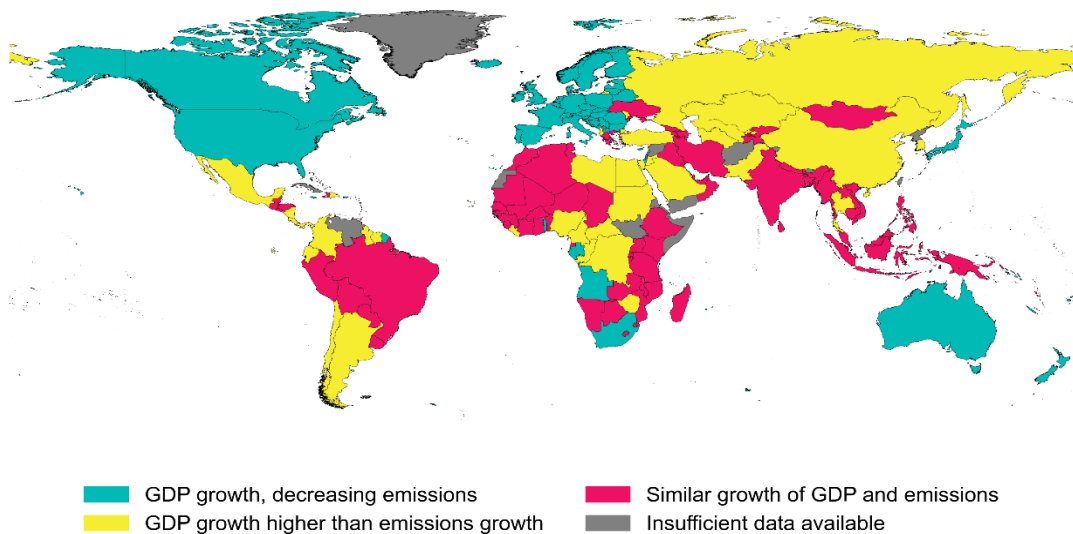 GDP growth, decreasing emissions
GDP growth higher than emissions growth
Similar growth of GDP and emissions
Insufficient data available